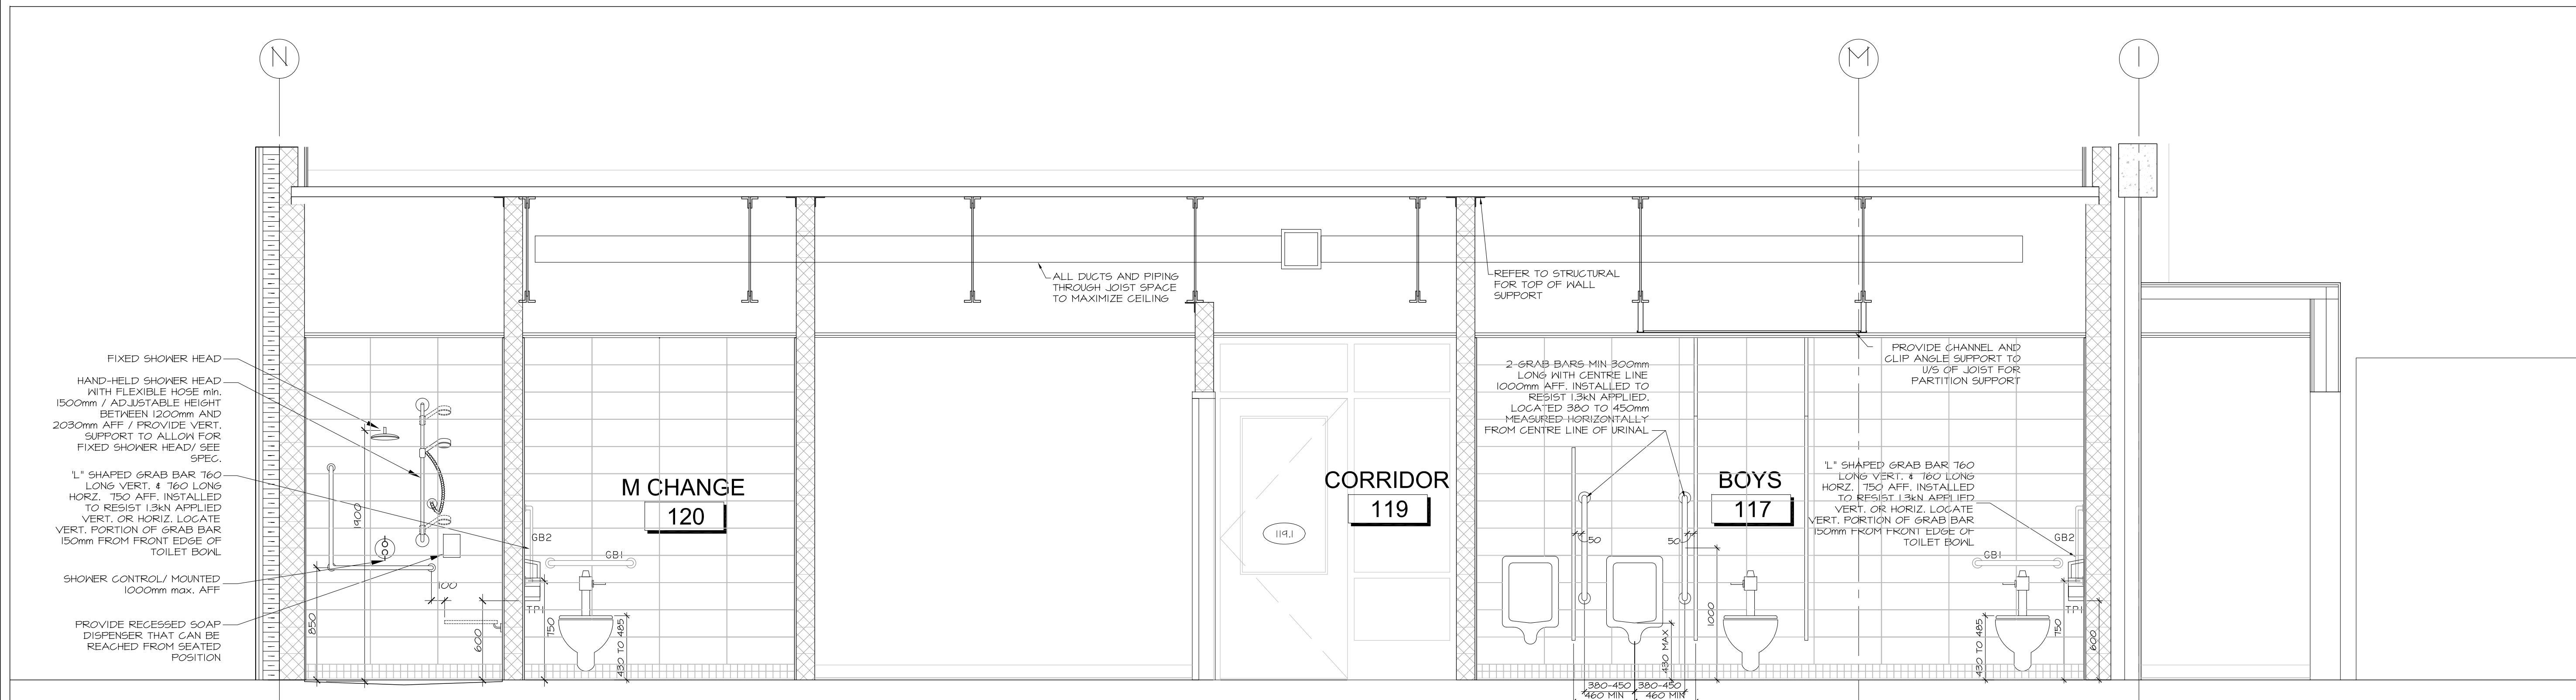 N
M
I
ALL DUCTS AND PIPING
THROUGH JOIST SPACE
TO MAXIMIZE CEILING
REFER TO STRUCTURAL
FOR TOP OF WALL
SUPPORT
FIXED SHOWER HEAD
HAND-HELD SHOWER HEAD
WITH FLEXIBLE HOSE min.
1500mm / ADJUSTABLE HEIGHT
BETWEEN 1200mm AND
2030mm AFF / PROVIDE VERT.
SUPPORT TO ALLOW FOR
FIXED SHOWER HEAD/ SEE
SPEC.
'L" SHAPED GRAB BAR 760
LONG VERT. & 760 LONG
HORZ. 750 AFF. INSTALLED
TO RESIST 1.3kN APPLIED
VERT. OR HORIZ. LOCATE
VERT. PORTION OF GRAB BAR
150mm FROM FRONT EDGE OF
TOILET BOWL
SHOWER CONTROL/ MOUNTED
1000mm max. AFF
PROVIDE RECESSED SOAP
DISPENSER THAT CAN BE
REACHED FROM SEATED
POSITION
1900
850
100
600
M CHANGE
120
GB2
GB1
TP1
750
430 TO 485
119.1
CORRIDOR
119
2-GRAB BARS MIN 300mm
LONG WITH CENTRE LINE
1000mm AFF. INSTALLED TO
RESIST 1.3kN APPLIED.
LOCATED 380 TO 450mm
MEASURED HORIZONTALLY
FROM CENTRE LINE OF URINAL
PROVIDE CHANNEL AND
CLIP ANGLE SUPPORT TO
U/S OF JOIST FOR
PARTITION SUPPORT
BOYS
117
'L" SHAPED GRAB BAR 760
LONG VERT. & 760 LONG
HORZ. 750 AFF. INSTALLED
TO RESIST 1.3kN APPLIED
VERT. OR HORIZ. LOCATE
VERT. PORTION OF GRAB BAR
150mm FROM FRONT EDGE OF
TOILET BOWL
50
50
1000
430 MAX
380-450
380-450
460 MIN
460 MIN
GB2
GB1
TP1
430 TO 485
750
600